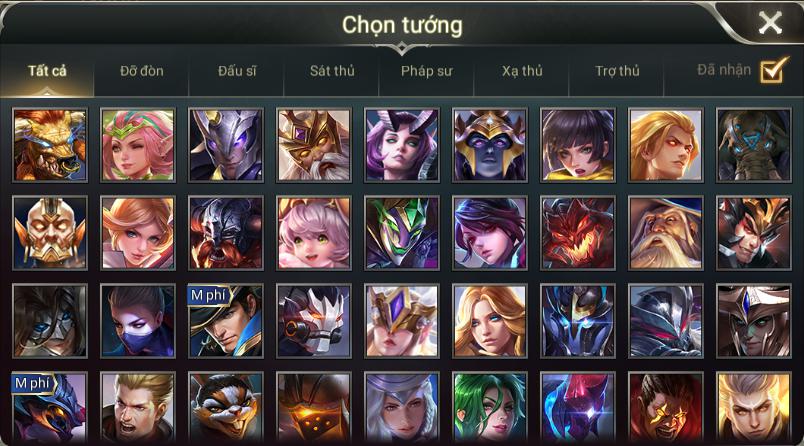 Chọn tướng
Tất cả
Đỡ đòn
Đấu sĩ
Sát thủ
Pháp sư
Xạ thủ
Trợ thủ
Đã nhận
M phí
M phí